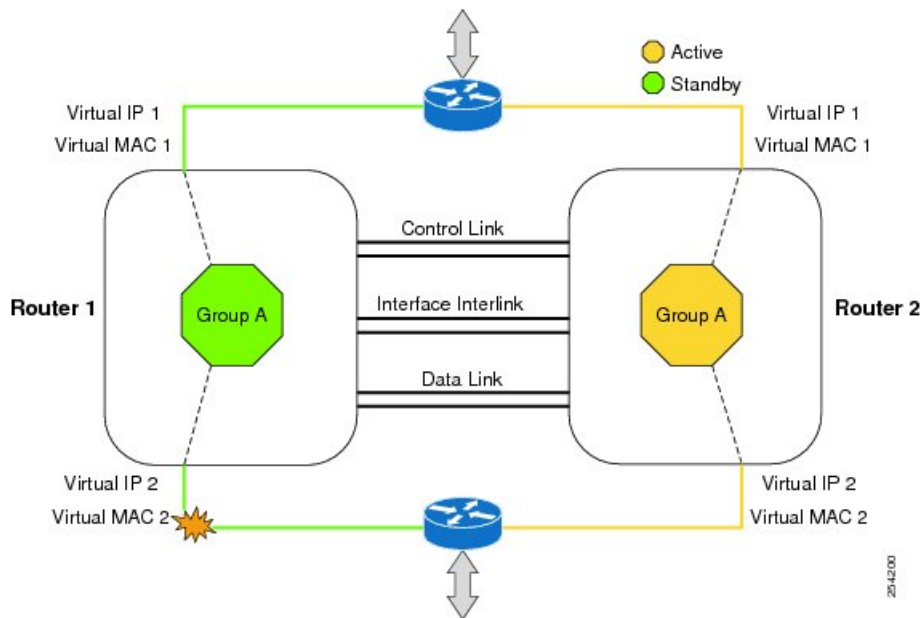 Active
Standby
Virtual IP 1
Virtual MAC 1
Virtual IP 1
Virtual MAC 1
Control Link
Router 1
Group A
Interface Interlink
Group A
Router 2
Data Link
Virtual IP 2
Virtual MAC 2
Virtual IP 2
Virtual MAC 2
254200